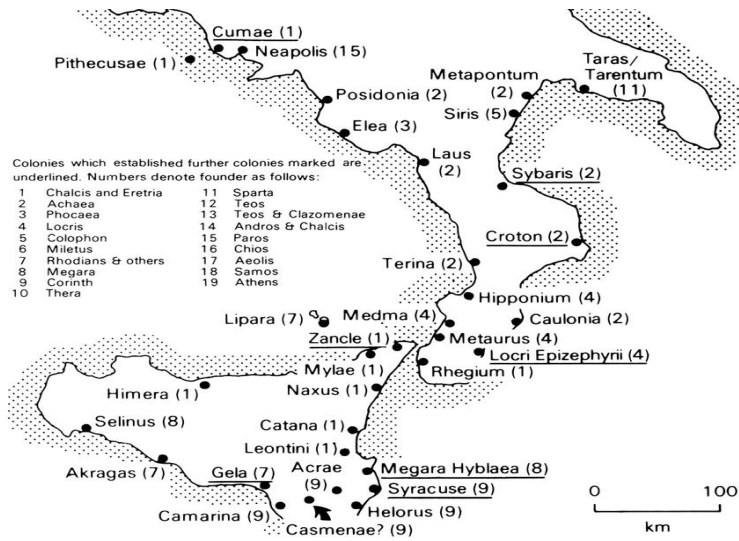 Cumae (1)
Neapolis (15)
Pithecusae (1)
Taras/
Tarentum
(11)
Metapontum
(2)
Posidonia (2)
Siris (5)
Elea (3)
Laus
(2)
Sybaris (2)
Colonies which established further colonies marked are
underlined. Numbers denote founder as follows:
1 Chalcis and Eretria
2 Achaea
3 Phocaea
4 Locris
5 Colophon
6 Miletus
7 Rhodians & others
8 Megara
9 Corinth
10 Thera
11 Sparta
12 Teos
13 Teos & Clazomenae
14 Andros & Chalcis
15 Paros
16 Chios
17 Aeolis
18 Samos
19 Athens
Croton (2)
Terina (2)
Hipponium (4)
Lipara (7)
Medma (4)
Caulonia (2)
Zancle (1)
Metaurus (4)
Locri Epizephyrii (4)
Mylae (1)
Rhegium (1)
Himera (1)
Naxus (1)
Selinus (8)
Catana (1)
Leontini (1)
Akragas (7)
Gela (7)
Acrae
(9)
Megara Hyblaea (8)
Syracuse (9)
Camarina (9)
Helorus (9)
Casmenae? (9)
0 100
km